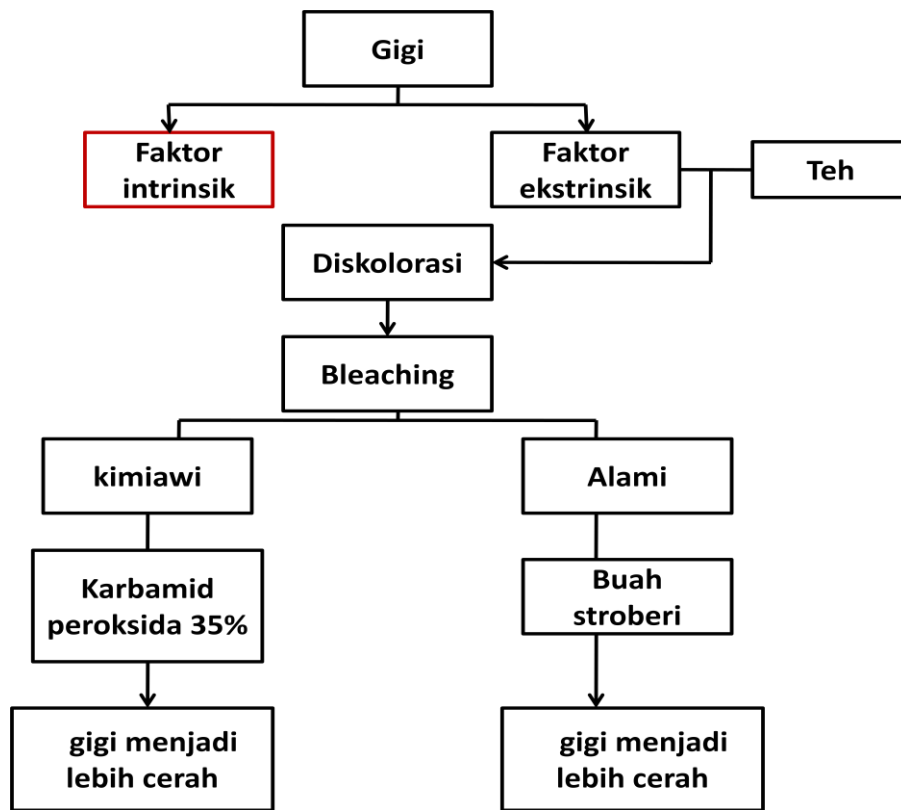 Gigi
Faktor
intrinsik
Faktor
ekstrinsik
Teh
Diskolorasi
Bleaching
kimiawi
Alami
Karbamid
peroksida 35%
Buah
stroberi
gigi menjadi
lebih cerah
gigi menjadi
lebih cerah